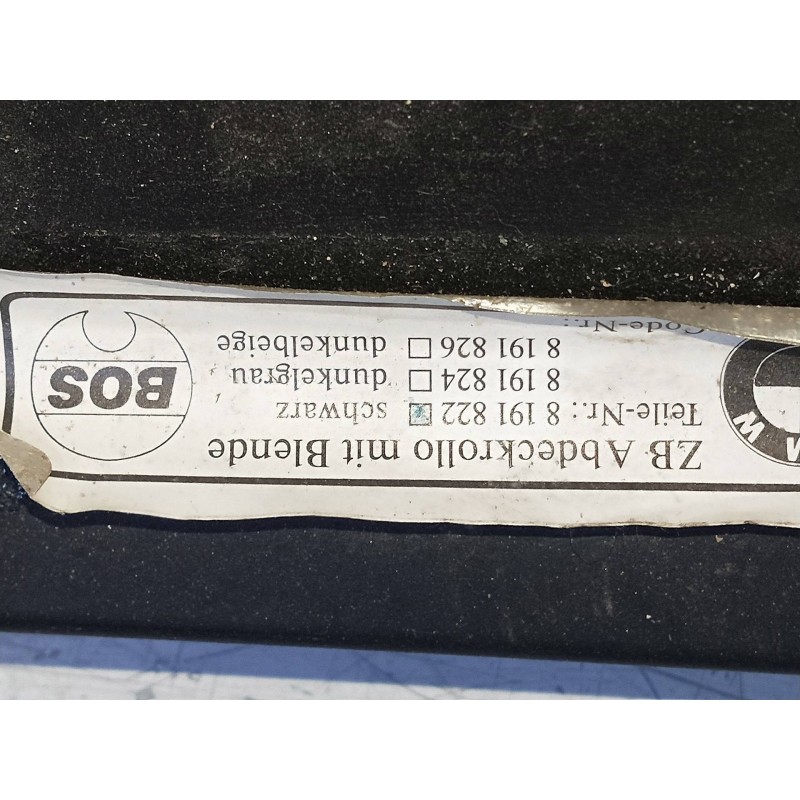 ZB Abdeckrollo mit Blende
Teile-Nr.: 8 191 822 ☑ schwarz
8 191 824 ☐ dunkelgrau
8 191 826 ☐ dunkelbeige
Code-Nr.:
BOS